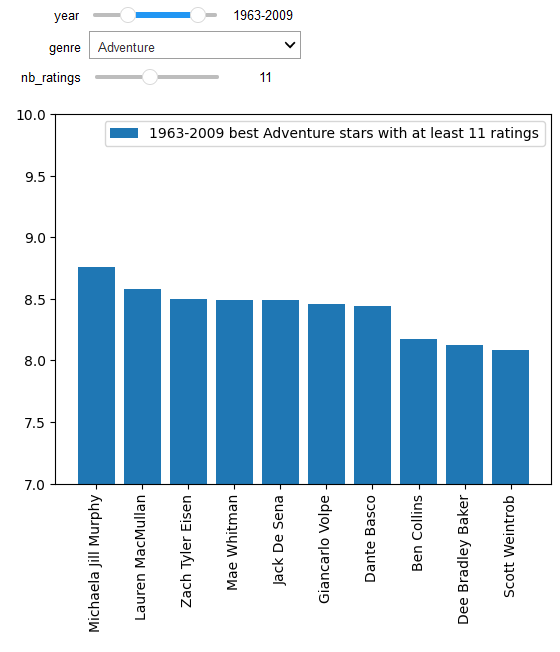 year 1963-2009
genre Adventure
nb_ratings 11
1963-2009 best Adventure stars with at least 11 ratings
10.0
9.5
9.0
8.5
8.0
7.5
7.0
Michaela Jill Murphy
Lauren MacMullan
Zach Tyler Eisen
Mae Whitman
Jack De Sena
Giancarlo Volpe
Dante Basco
Ben Collins
Dee Bradley Baker
Scott Weintrob